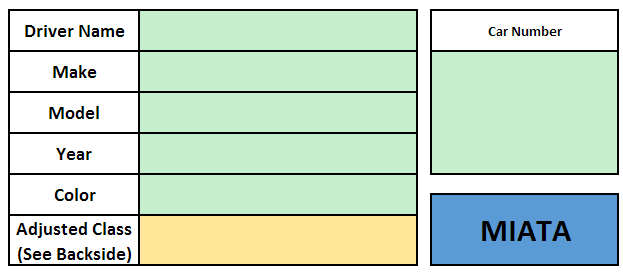 Driver Name
Car Number
Make
Model
Year
Color
Adjusted Class
(See Backside)
MIATA